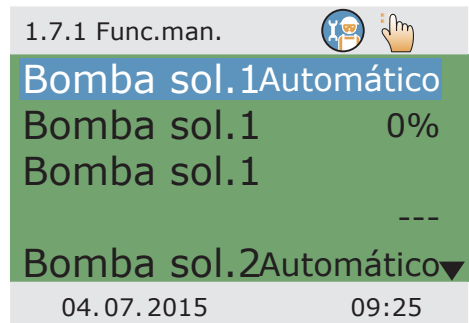 1.7.1 Func.man.
Bomba sol.1 Automático
Bomba sol.1 0%
Bomba sol.1
---
Bomba sol.2 Automático
04.07.2015 09:25